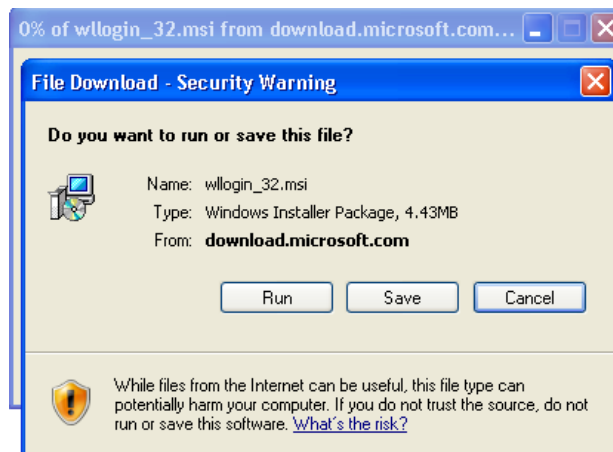 0% of wllogin_32.msi from download.microsoft.com...
File Download - Security Warning
Do you want to run or save this file?
Name: wllogin_32.msi
Type: Windows Installer Package, 4.43MB
From: download.microsoft.com
Run Save Cancel
While files from the Internet can be useful, this file type can
potentially harm your computer. If you do not trust the source, do not
run or save this software. What's the risk?